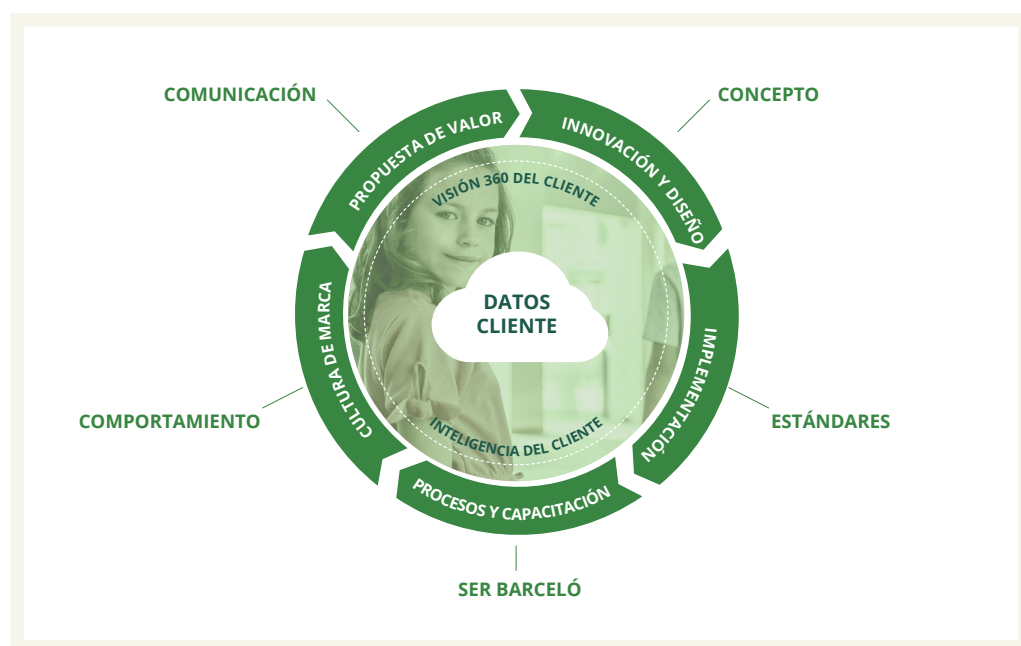 COMUNICACIÓN
CONCEPTO
PROPUESTA DE VALOR
INNOVACIÓN Y DISEÑO
VISIÓN 360 DEL CLIENTE
DATOS
CLIENTE
CULTURA DE MARCA
IMPLEMENTACIÓN
COMPORTAMIENTO
ESTÁNDARES
INTELIGENCIA DEL CLIENTE
PROCESOS Y CAPACITACIÓN
SER BARCELÓ